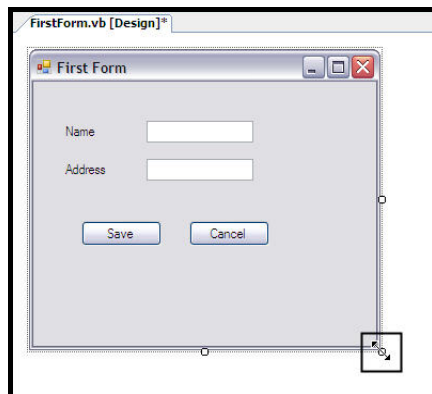 FirstForm.vb [Design]*
First Form
Name
Address
Save Cancel